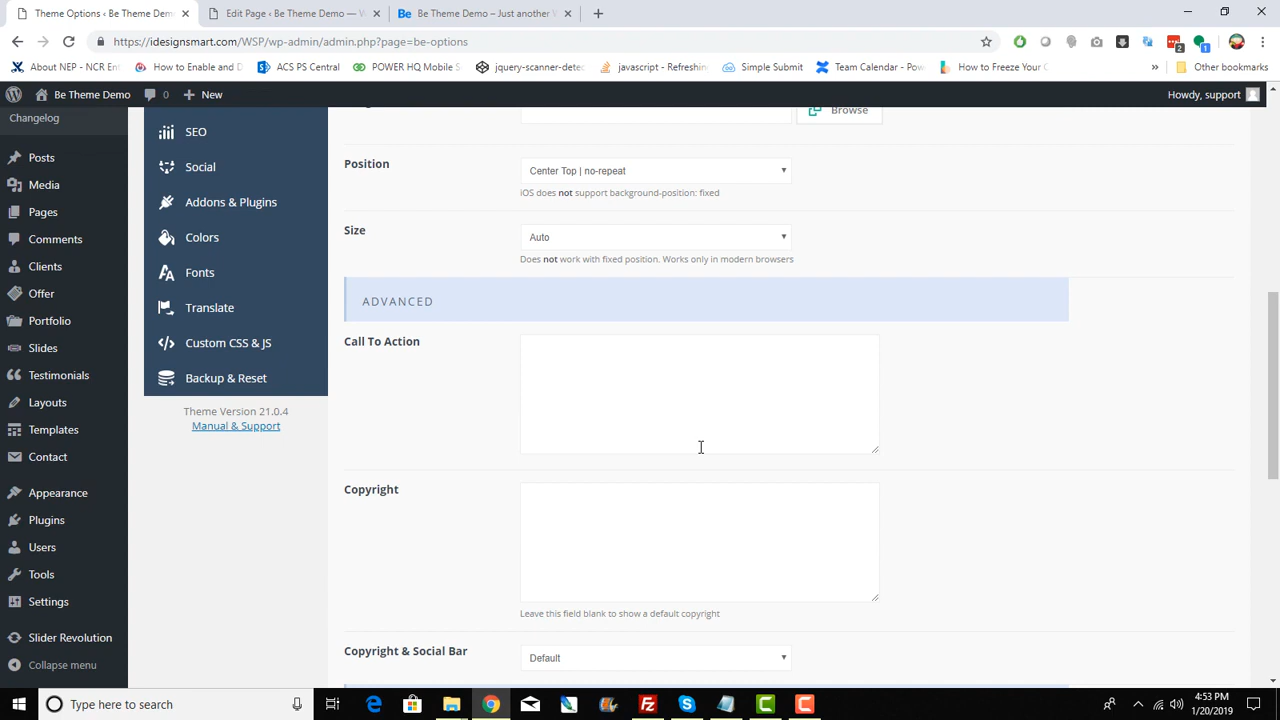 Theme Options ‹ Be Theme Dem
Edit Page ‹ Be Theme Demo — W
Be Theme Demo – Just another W
https://idesignsmart.com/WSP/wp-admin/admin.php?page=be-options
2
1
About NEP - NCR Ent
How to Enable and D
ACS PS Central
POWER HQ Mobile S
jquery-scanner-detec
javascript - Refreshin
Simple Submit
Team Calendar - Pow
How to Freeze Your C
»
Other bookmarks
Be Theme Demo
0
New
Howdy, support
Changelog
Posts
Media
Pages
Comments
Clients
Offer
Portfolio
Slides
Testimonials
Layouts
Templates
Contact
Appearance
Plugins
Users
Tools
Settings
Slider Revolution
Collapse menu
SEO
Social
Addons & Plugins
Colors
Fonts
Translate
Custom CSS & JS
Backup & Reset
Theme Version 21.0.4
Manual & Support
Browse
Position
Center Top | no-repeat
iOS does not support background-position: fixed
Size
Auto
Does not work with fixed position. Works only in modern browsers
ADVANCED
Call To Action
Copyright
Leave this field blank to show a default copyright
Copyright & Social Bar
Default
Type here to search
4:53 PM
1/20/2019